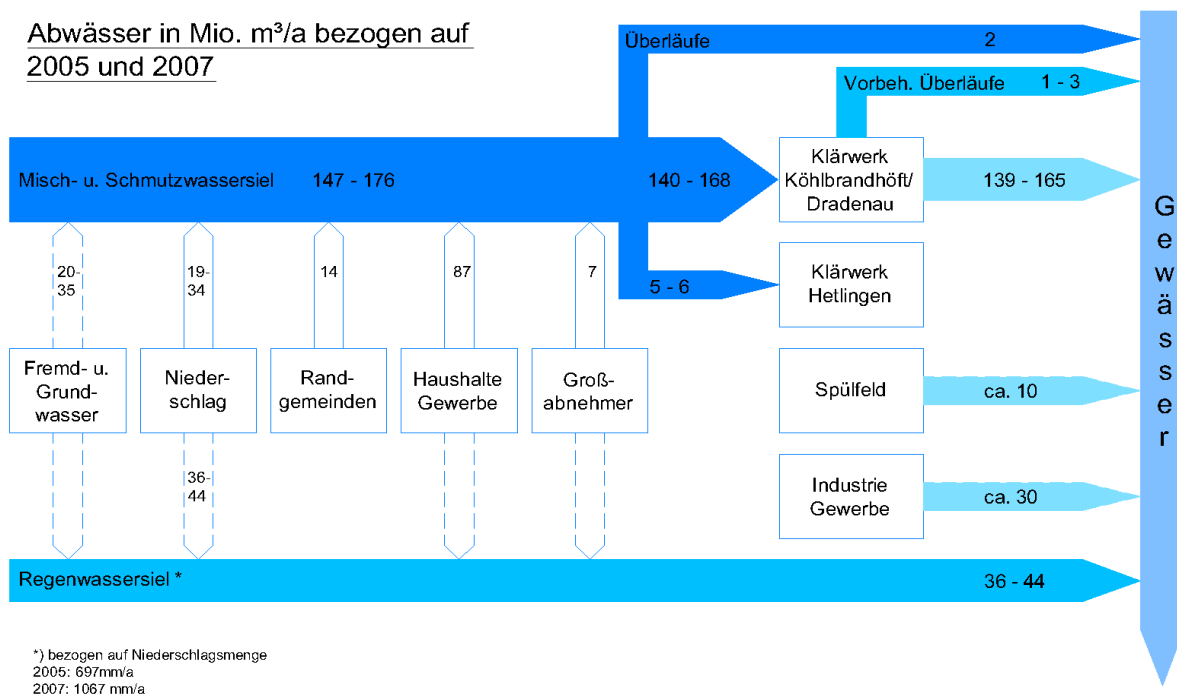 Abwässer in Mio. m³/a bezogen auf
2005 und 2007
Überläufe 2
Vorbeh. Überläufe 1 - 3
Misch- u. Schmutzwassersiel 147 - 176 140 - 168
Klärwerk
Köhlbrandhöft/
Dradenau
139 - 165
20-
35
19-
34
14
87
7
5 - 6
Klärwerk
Hetlingen
Fremd- u.
Grund-
wasser
Nieder-
schlag
Rand-
gemeinden
Haushalte
Gewerbe
Groß-
abnehmer
Spülfeld
ca. 10
36-
44
Industrie
Gewerbe
ca. 30
Regenwassersiel * 36 - 44
G
e
w
ä
s
s
e
r
*) bezogen auf Niederschlagsmenge
2005: 697mm/a
2007: 1067 mm/a